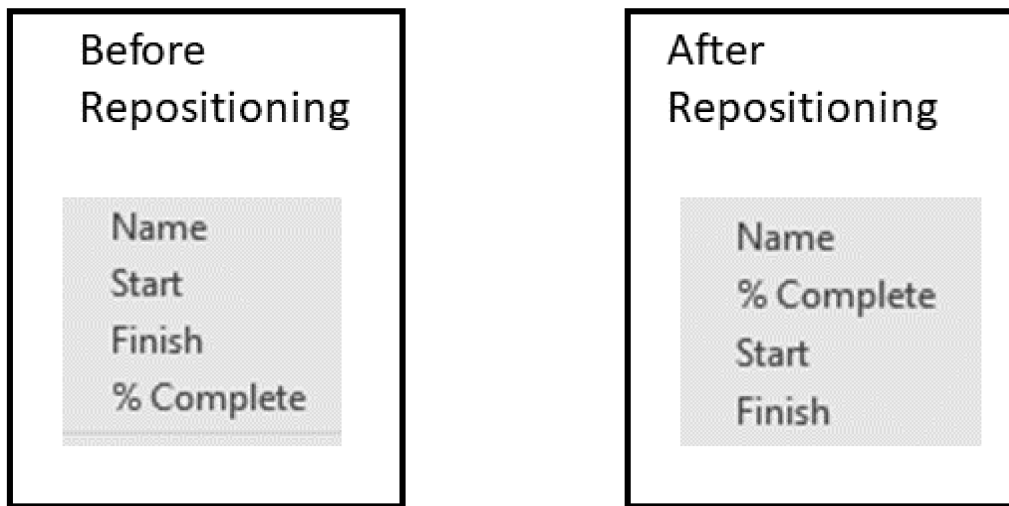 Before
Repositioning
Name
Start
Finish
% Complete
After
Repositioning
Name
% Complete
Start
Finish